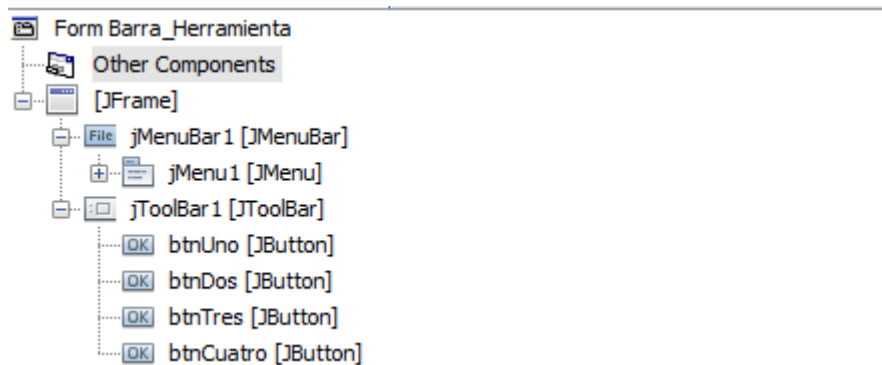 Form Barra_Herramienta
Other Components
[JFrame]
File jMenuBar1 [JMenuBar]
jMenu1 [JMenu]
jToolBar1 [JToolBar]
OK btnUno [JButton]
OK btnDos [JButton]
OK btnTres [JButton]
OK btnCuatro [JButton]